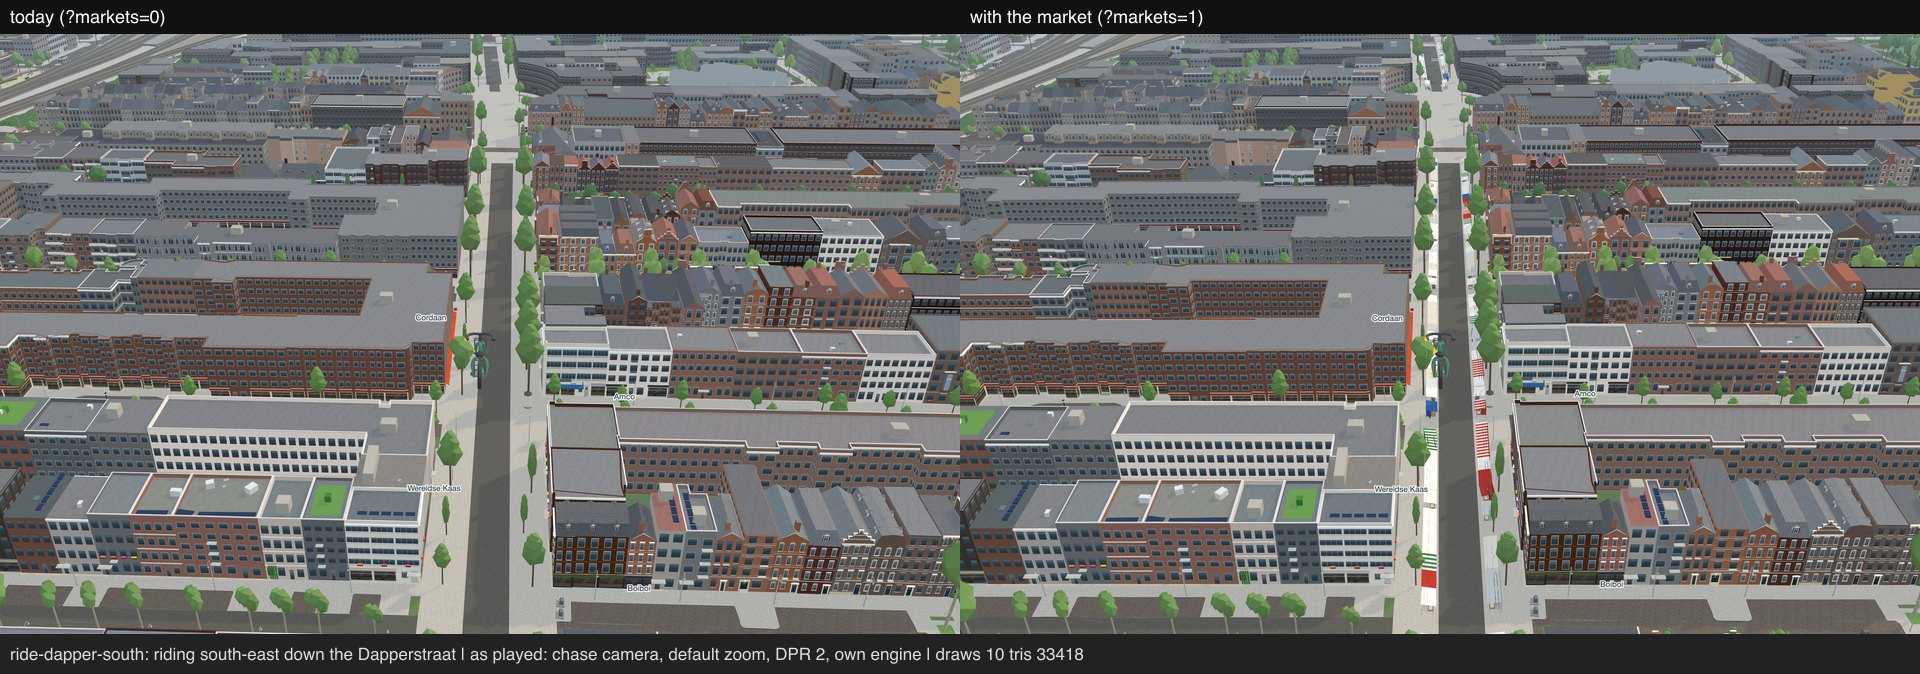 today (?markets=0)
with the market (?markets=1)
Cordaan
Cordaan
Amco
Amco
Wereldse Kaas
Wereldse Kaas
Bolbol
Bolbol
ride-dapper-south: riding south-east down the Dapperstraat | as played: chase camera, default zoom, DPR 2, own engine | draws 10 tris 33418